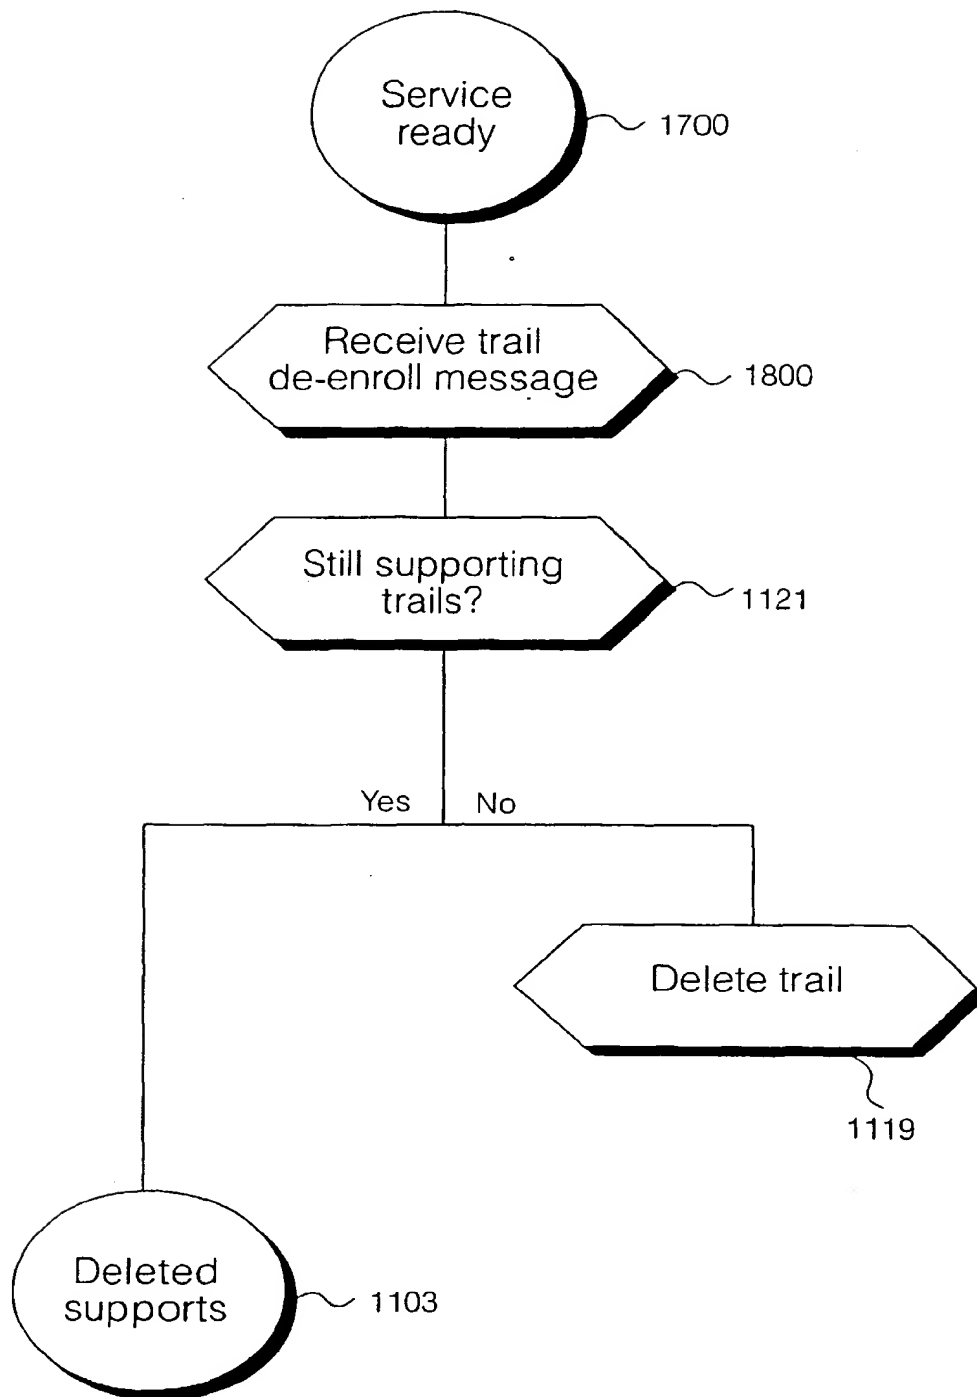 Service
ready
1700
Receive trail
de-enroll message
1800
Still supporting
trails?
1121
Yes
No
Delete trail
1119
Deleted
supports
1103